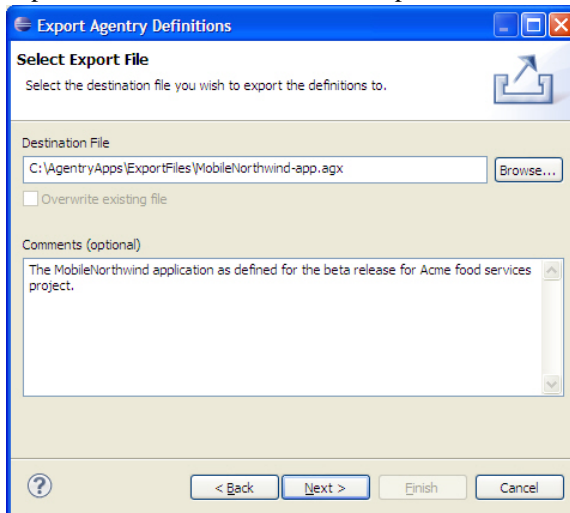 Export Agentry Definitions
Select Export File
Select the destination file you wish to export the definitions to.
Destination File
C:\AgentryApps\ExportFiles\MobileNorthwind-app.agx
Browse...
Overwrite existing file
Comments (optional)
The MobileNorthwind application as defined for the beta release for Acme food services
project.
?
< Back
Next >
Finish
Cancel